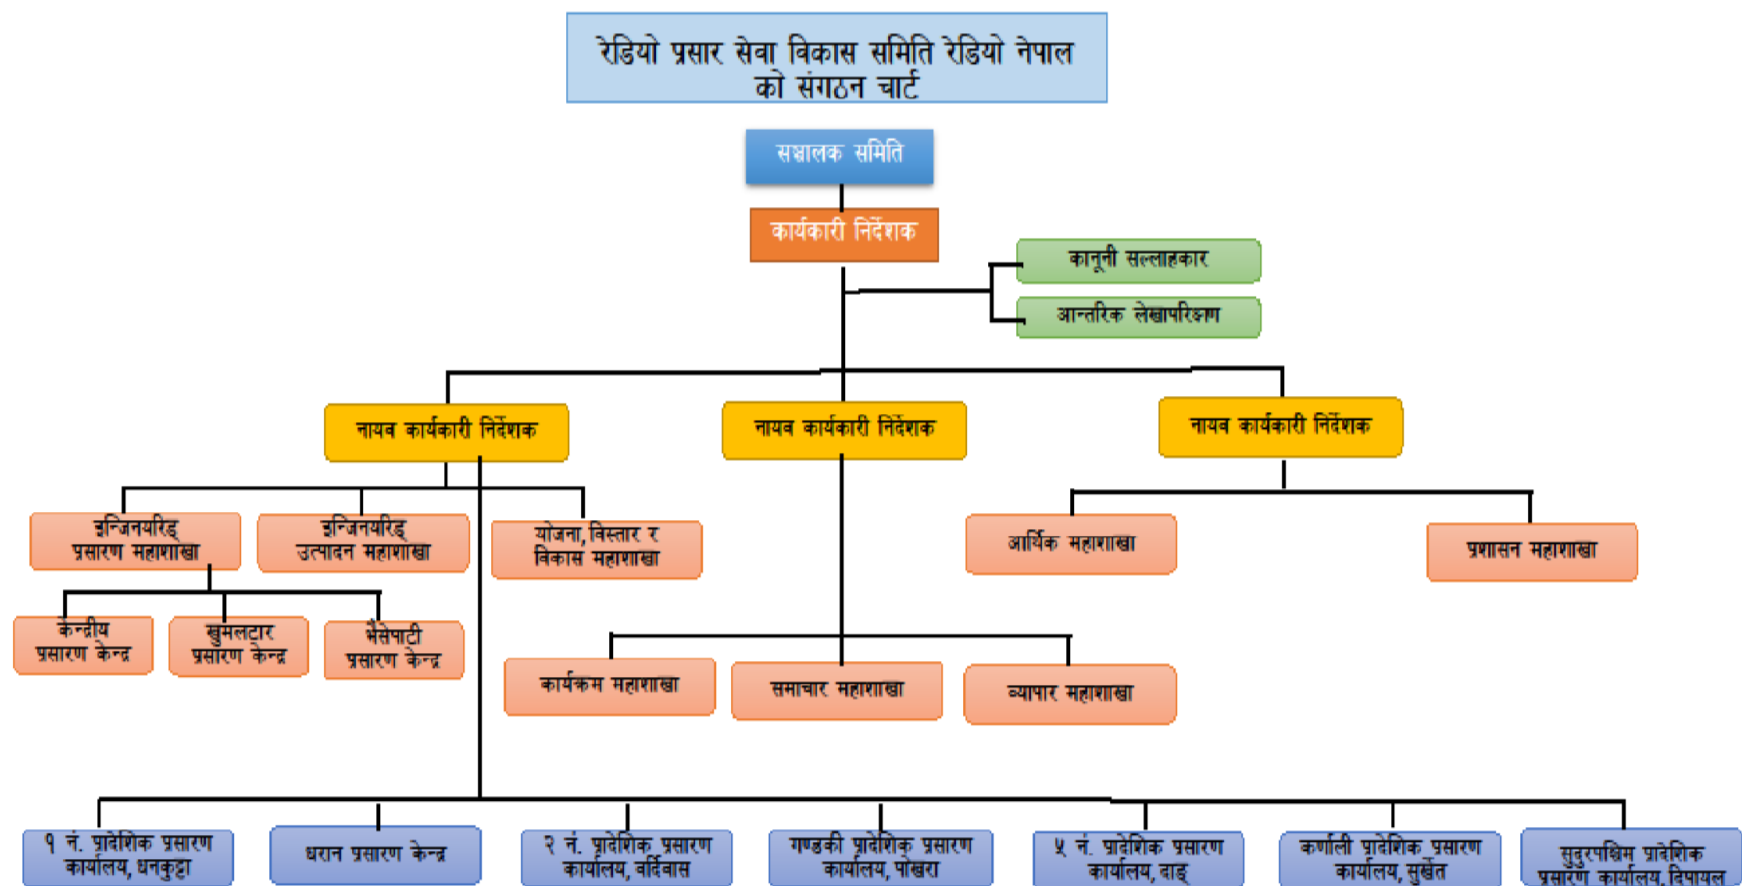 रेडियो प्रसार सेवा विकास समिति रेडियो नेपाल
को संगठन चार्ट
सञ्चालक समिति
कार्यकारी निर्देशक
कानूनी सल्लाहकार
आन्तरिक लेखापरिक्षण
नायव कार्यकारी निर्देशक
नायव कार्यकारी निर्देशक
नायव कार्यकारी निर्देशक
इन्जिनयरिङ्
प्रसारण महाशाखा
इन्जिनयरिङ्
उत्पादन महाशाखा
योजना, विस्तार र
विकास महाशाखा
आर्थिक महाशाखा
प्रशासन महाशाखा
केन्द्रीय
प्रसारण केन्द्र
खुमलटार
प्रसारण केन्द्र
भैंसेपाटी
प्रसारण केन्द्र
कार्यक्रम महाशाखा
समाचार महाशाखा
व्यापार महाशाखा
१ नं. प्रादेशिक प्रसारण
कार्यालय, धनकुट्टा
धरान प्रसारण केन्द्र
२ नं. प्रादेशिक प्रसारण
कार्यालय, वर्दिवास
गण्डकी प्रादेशिक प्रसारण
कार्यालय, पोखरा
५ नं. प्रादेशिक प्रसारण
कार्यालय, दाङ्
कर्णाली प्रादेशिक प्रसारण
कार्यालय, सुर्खेत
सुदुरपश्चिम प्रादेशिक
प्रसारण कार्यालय, दिपायल